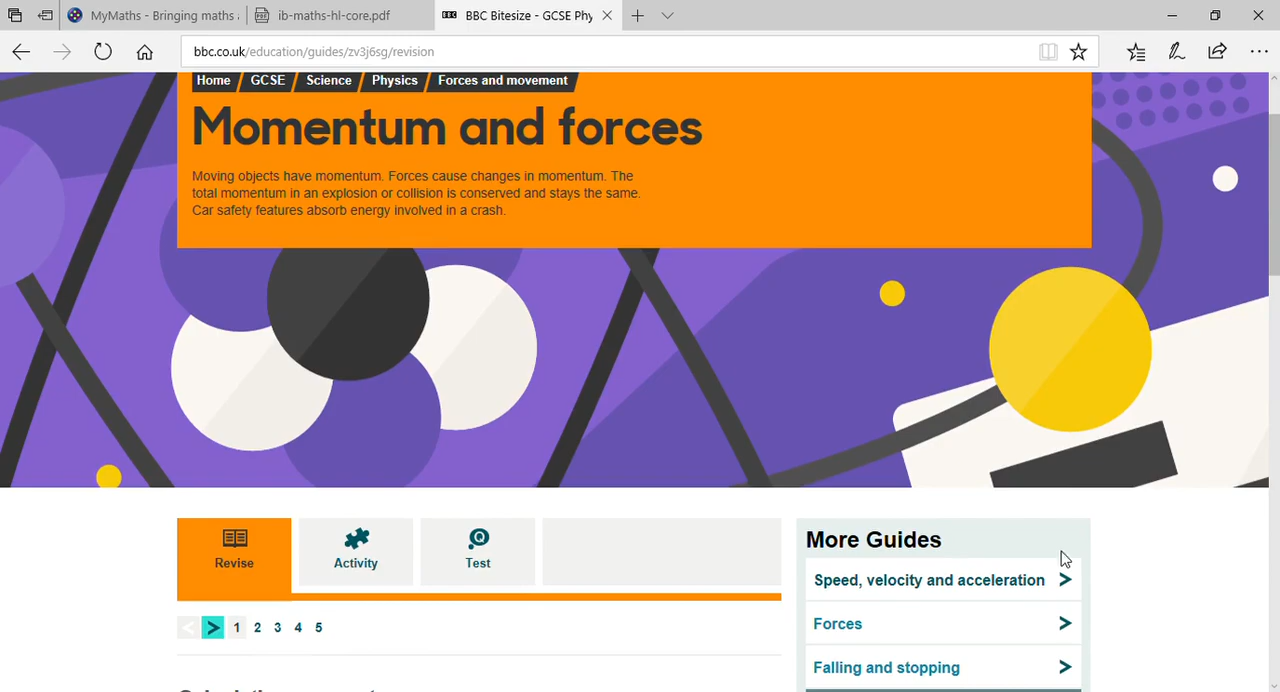 MyMaths - Bringing maths
ib-maths-hl-core.pdf
BBC Bitesize - GCSE Phy
bbc.co.uk/education/guides/zv3j6sg/revision
Home GCSE Science Physics Forces and movement
Momentum and forces
Moving objects have momentum. Forces cause changes in momentum. The
total momentum in an explosion or collision is conserved and stays the same.
Car safety features absorb energy involved in a crash.
Revise
Activity
Test
< > 1 2 3 4 5
More Guides
Speed, velocity and acceleration >
Forces >
Falling and stopping >